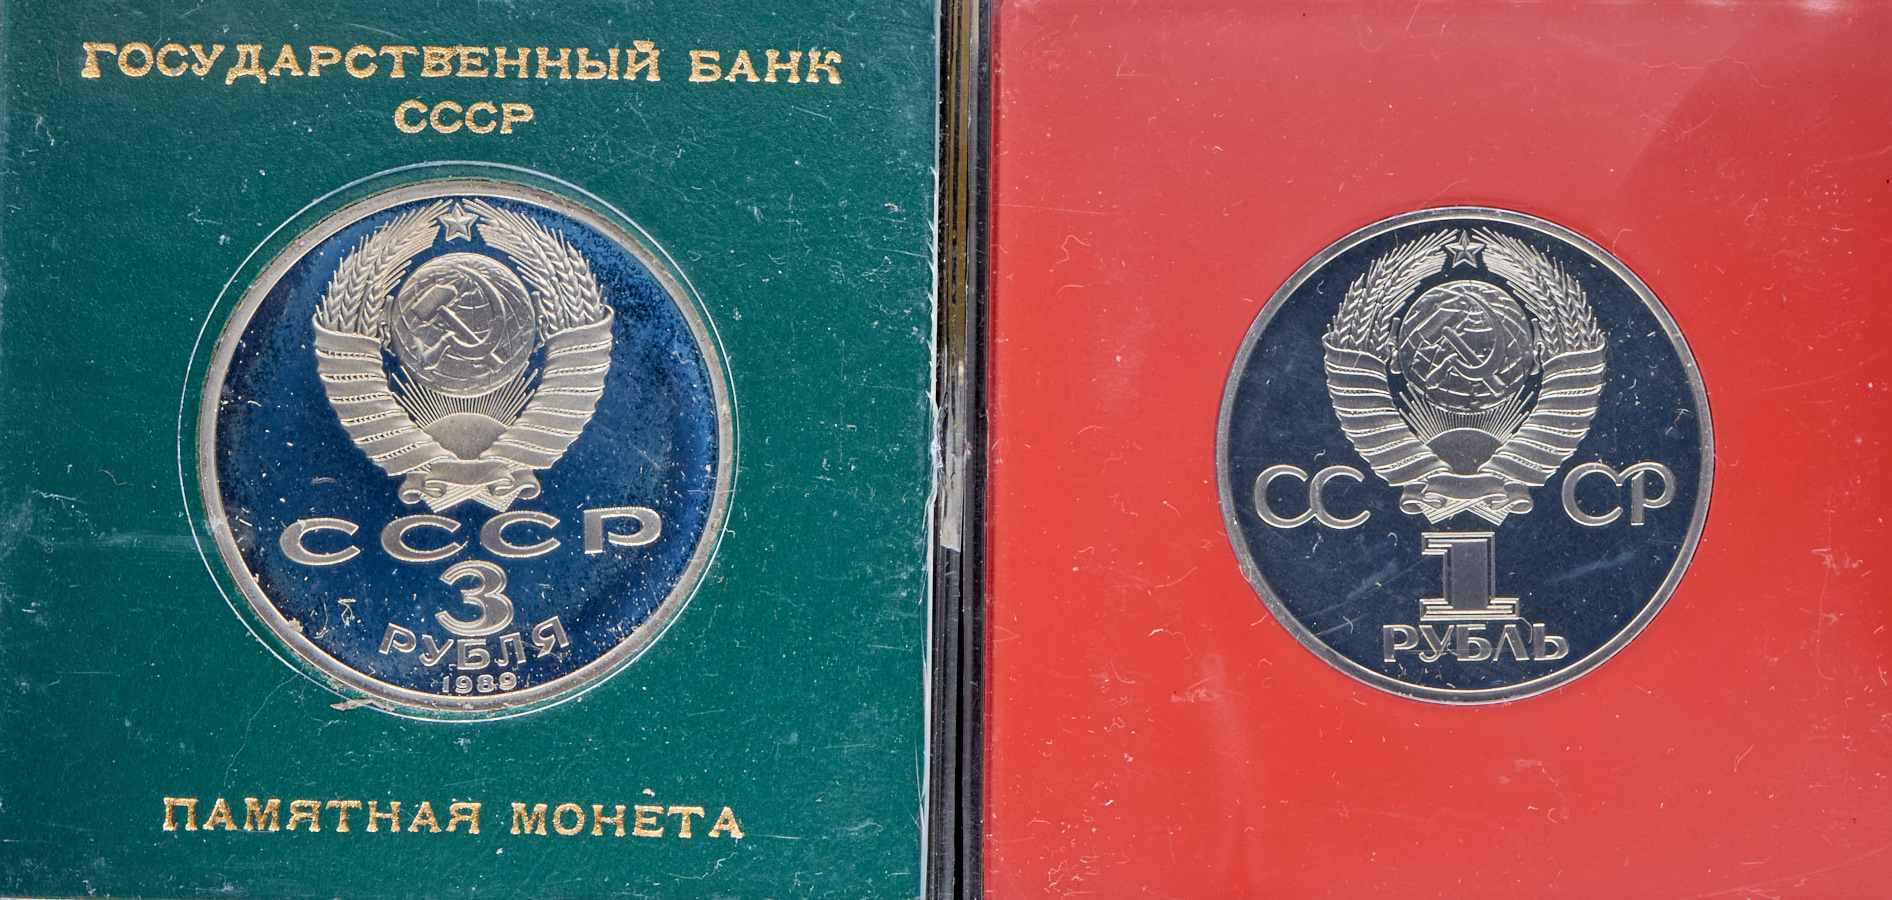 ГОСУДАРСТВЕННЫЙ БАНК
СССР
СССР
3
РУБЛЯ
1989
ПАМЯТНАЯ МОНЕТА
СС СР
1
РУБЛЬ